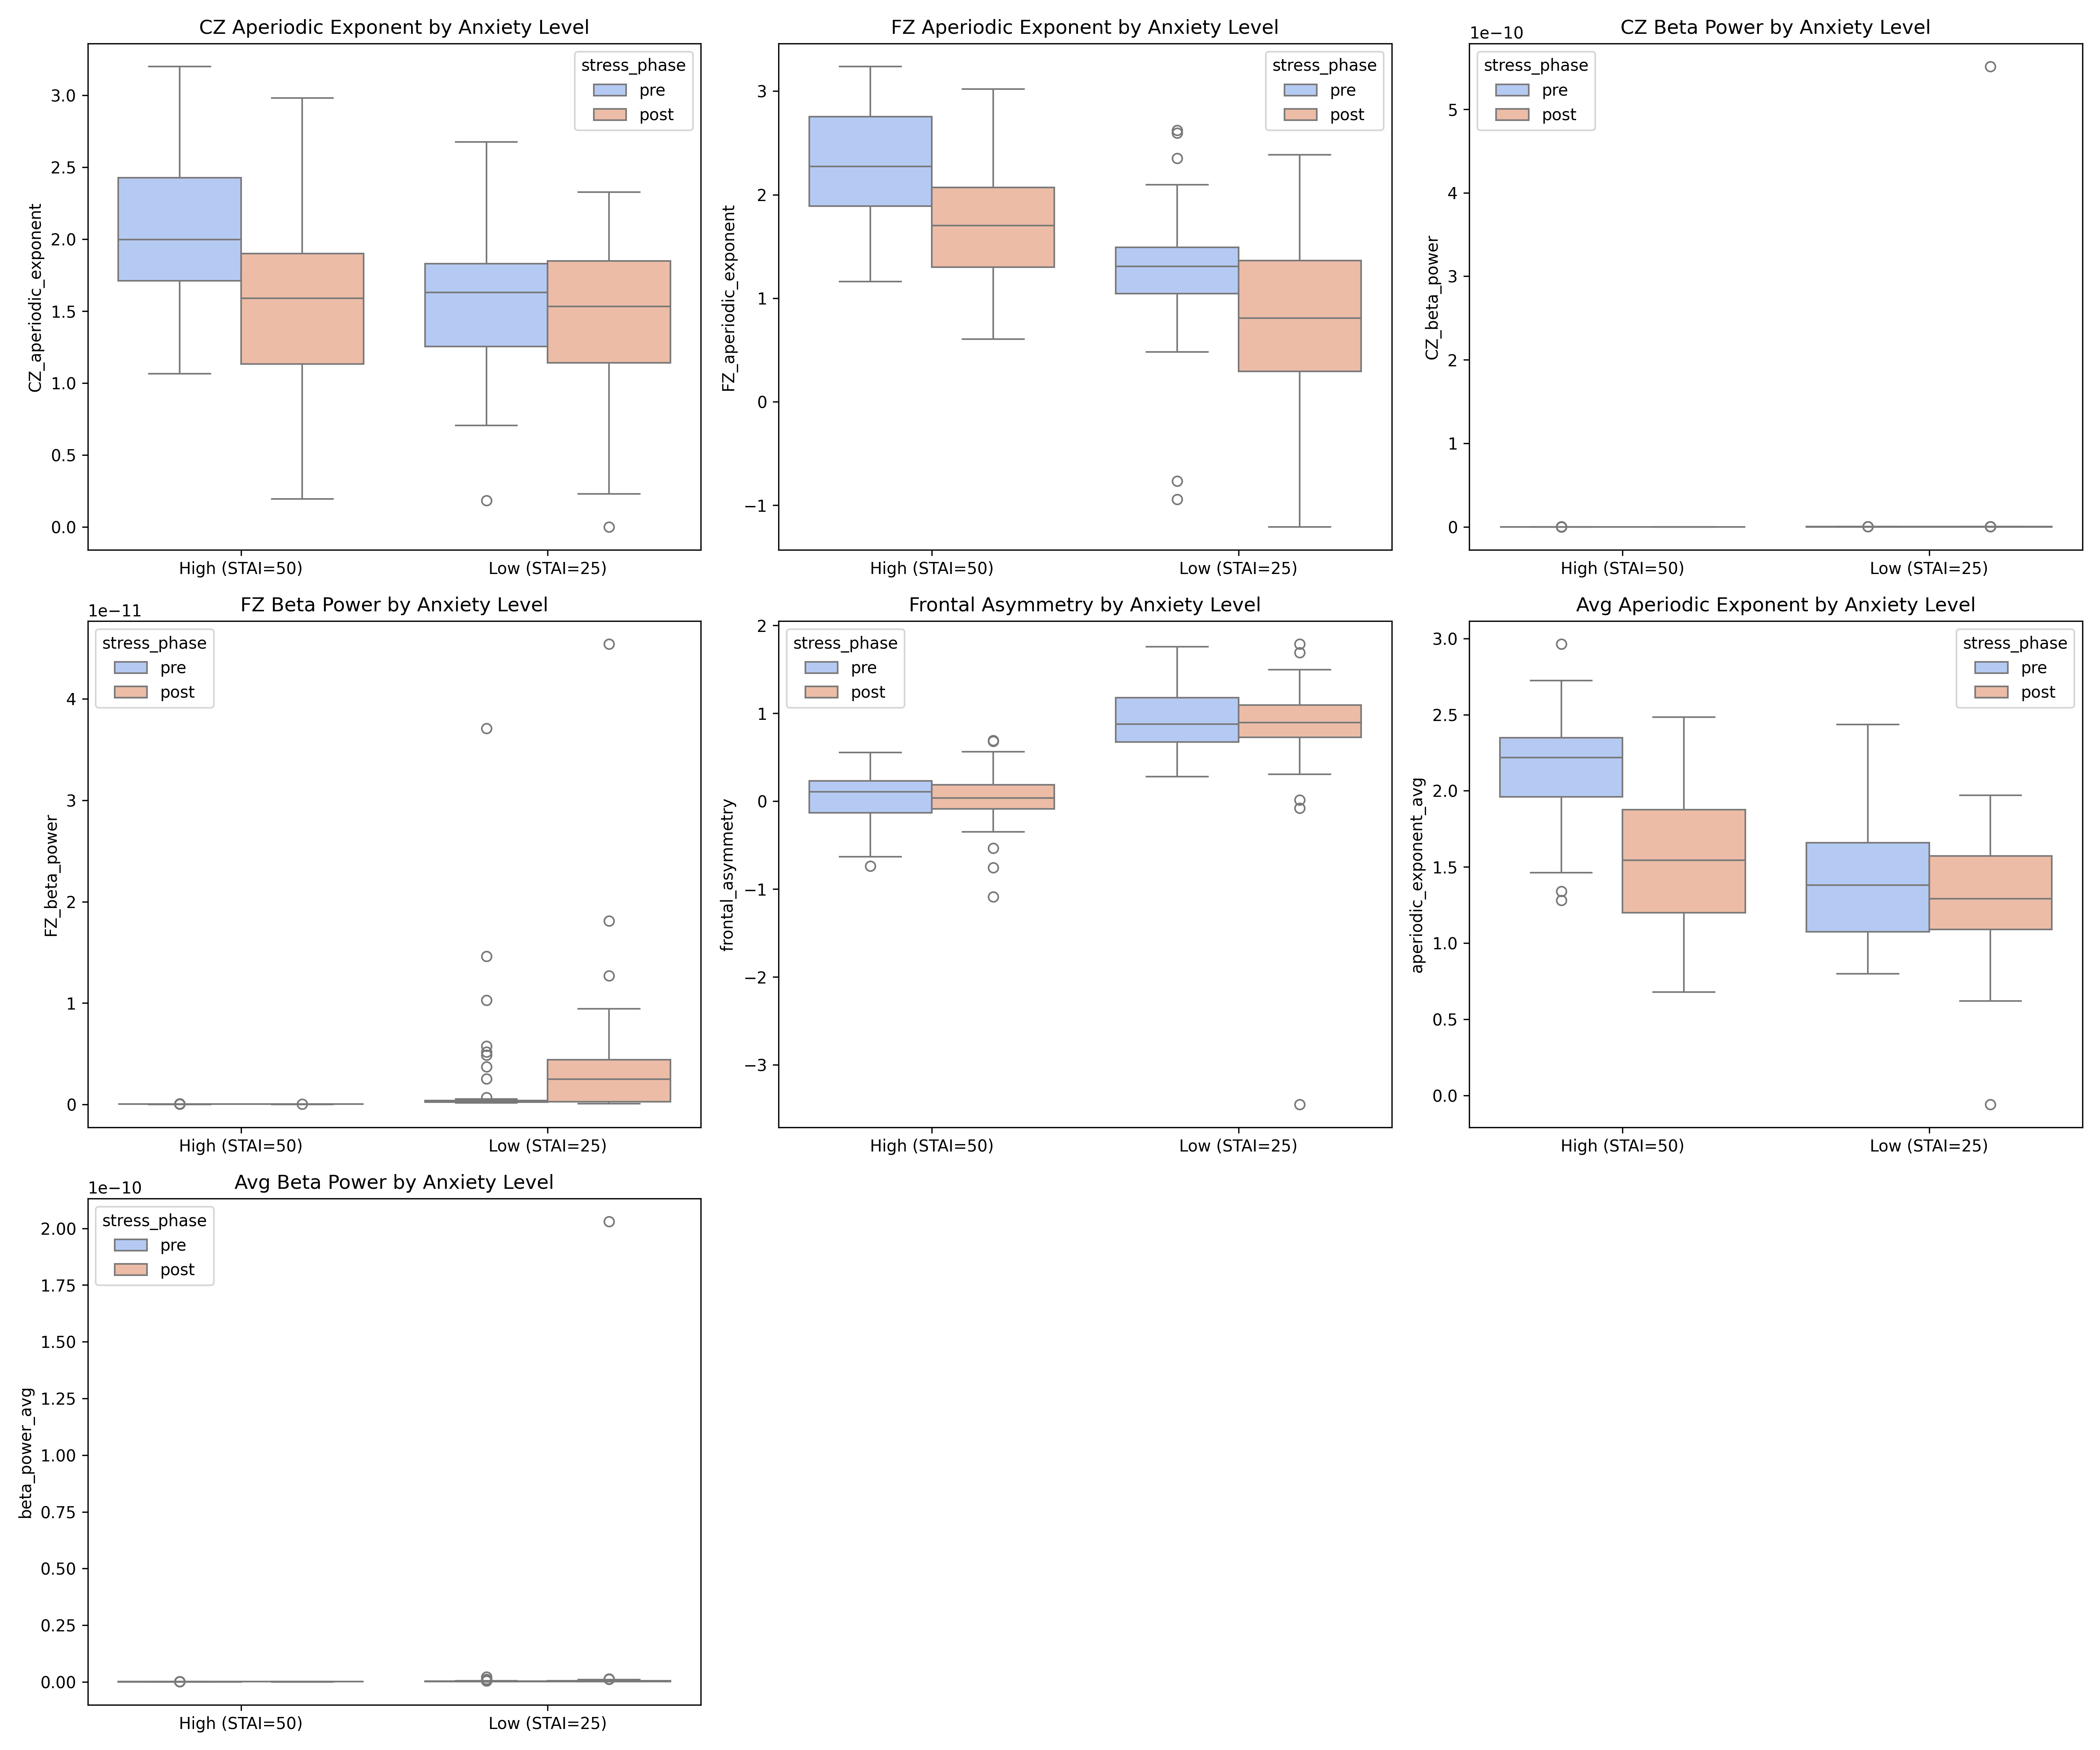 CZ Aperiodic Exponent by Anxiety Level
CZ_aperiodic_exponent
3.0
2.5
2.0
1.5
1.0
0.5
0.0
stress_phase
pre
post
High (STAI=50)
Low (STAI=25)
FZ Aperiodic Exponent by Anxiety Level
FZ_aperiodic_exponent
3
2
1
0
−1
stress_phase
pre
post
High (STAI=50)
Low (STAI=25)
CZ Beta Power by Anxiety Level
1e−10
CZ_beta_power
5
4
3
2
1
0
stress_phase
pre
post
High (STAI=50)
Low (STAI=25)
FZ Beta Power by Anxiety Level
1e−11
FZ_beta_power
4
3
2
1
0
stress_phase
pre
post
High (STAI=50)
Low (STAI=25)
Frontal Asymmetry by Anxiety Level
frontal_asymmetry
2
1
0
−1
−2
−3
stress_phase
pre
post
High (STAI=50)
Low (STAI=25)
Avg Aperiodic Exponent by Anxiety Level
aperiodic_exponent_avg
3.0
2.5
2.0
1.5
1.0
0.5
0.0
stress_phase
pre
post
High (STAI=50)
Low (STAI=25)
Avg Beta Power by Anxiety Level
1e−10
beta_power_avg
2.00
1.75
1.50
1.25
1.00
0.75
0.50
0.25
0.00
stress_phase
pre
post
High (STAI=50)
Low (STAI=25)